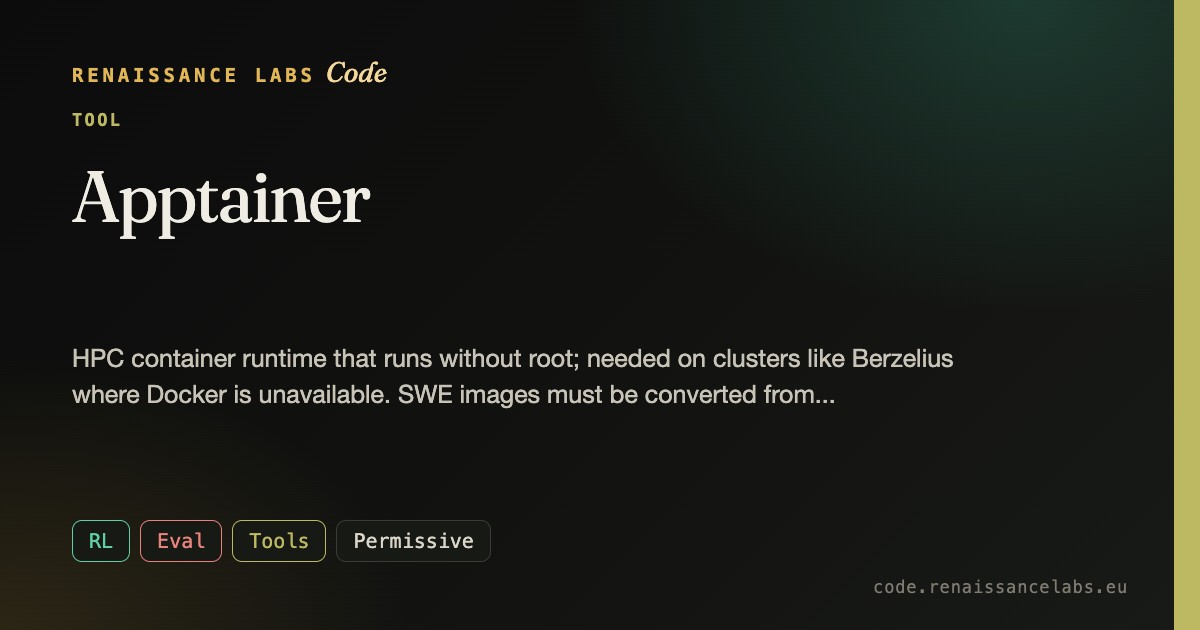 RENAISSANCE LABS Code
TOOL
Apptainer
HPC container runtime that runs without root; needed on clusters like Berzelius
where Docker is unavailable. SWE images must be converted from...
RL Eval Tools Permissive
code.renaissancelabs.eu